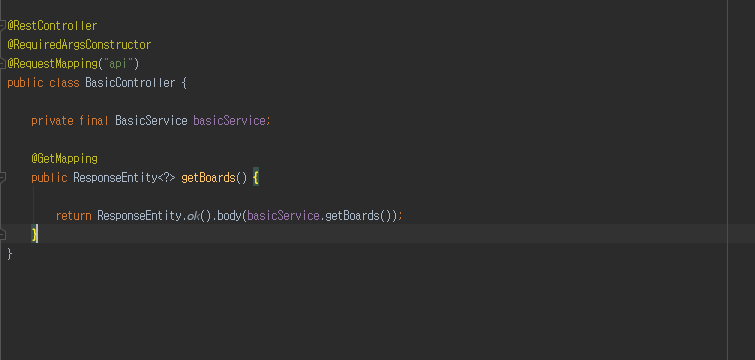 @RestController
@RequiredArgsConstructor
@RequestMapping("api")
public class BasicController {
private final BasicService basicService;
@GetMapping
public ResponseEntity<?> getBoards() {
return ResponseEntity.ok().body(basicService.getBoards());
}
}